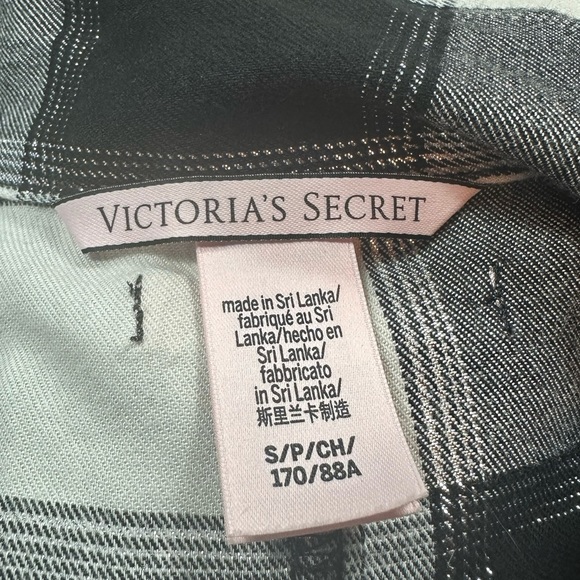 VICTORIA'S SECRET
made in Sri Lanka/
fabriqué au Sri
Lanka/hecho en
Sri Lanka/
fabbricato
in Sri Lanka/
斯里兰卡制造
S/P/CH/
170/88A